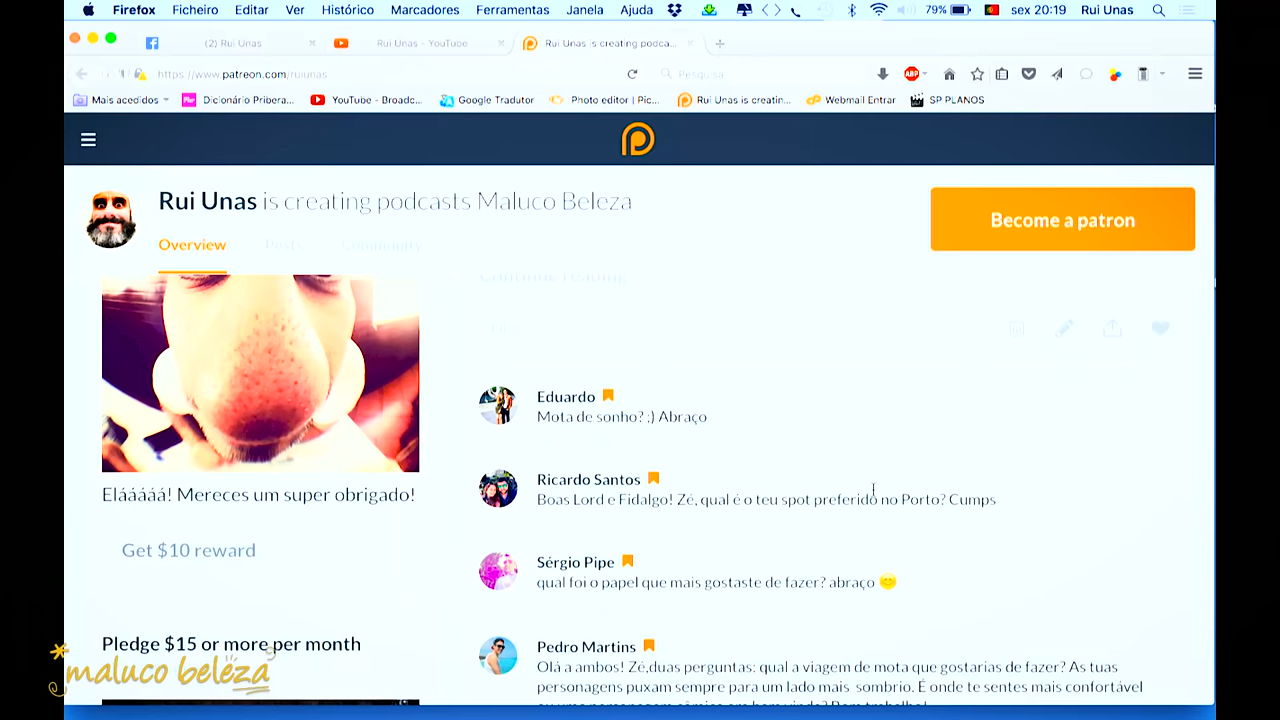 Firefox Ficheiro Editar Ver Histórico Marcadores Ferramentas Janela Ajuda 79% sex 20:19 Rui Unas
(2) Rui Unas
Rui Unas - YouTube
Rui Unas is creating podca...
https://www.patreon.com/ruiunas
Pesquisa
ABP
Mais acedidos
Dicionário Pribera...
YouTube - Broadc...
Google Tradutor
Photo editor | Pic...
Rui Unas is creatin...
Webmail Entrar
SP PLANOS
Rui Unas is creating podcasts Maluco Beleza
Become a patron
Overview Posts Community
Continue reading
Eláááááá! Mereces um super obrigado!
Get $10 reward
Pledge $15 or more per month
Eduardo
Mota de sonho? ;) Abraço
Ricardo Santos
Boas Lord e Fidalgo! Zé, qual é o teu spot preferido no Porto? Cumps
Sérgio Pipe
qual foi o papel que mais gostaste de fazer? abraço 😊
Pedro Martins
Olá a ambos! Zé,duas perguntas: qual a viagem de mota que gostarias de fazer? As tuas
personagens puxam sempre para um lado mais sombrio. É onde te sentes mais confortável
maluco beleza